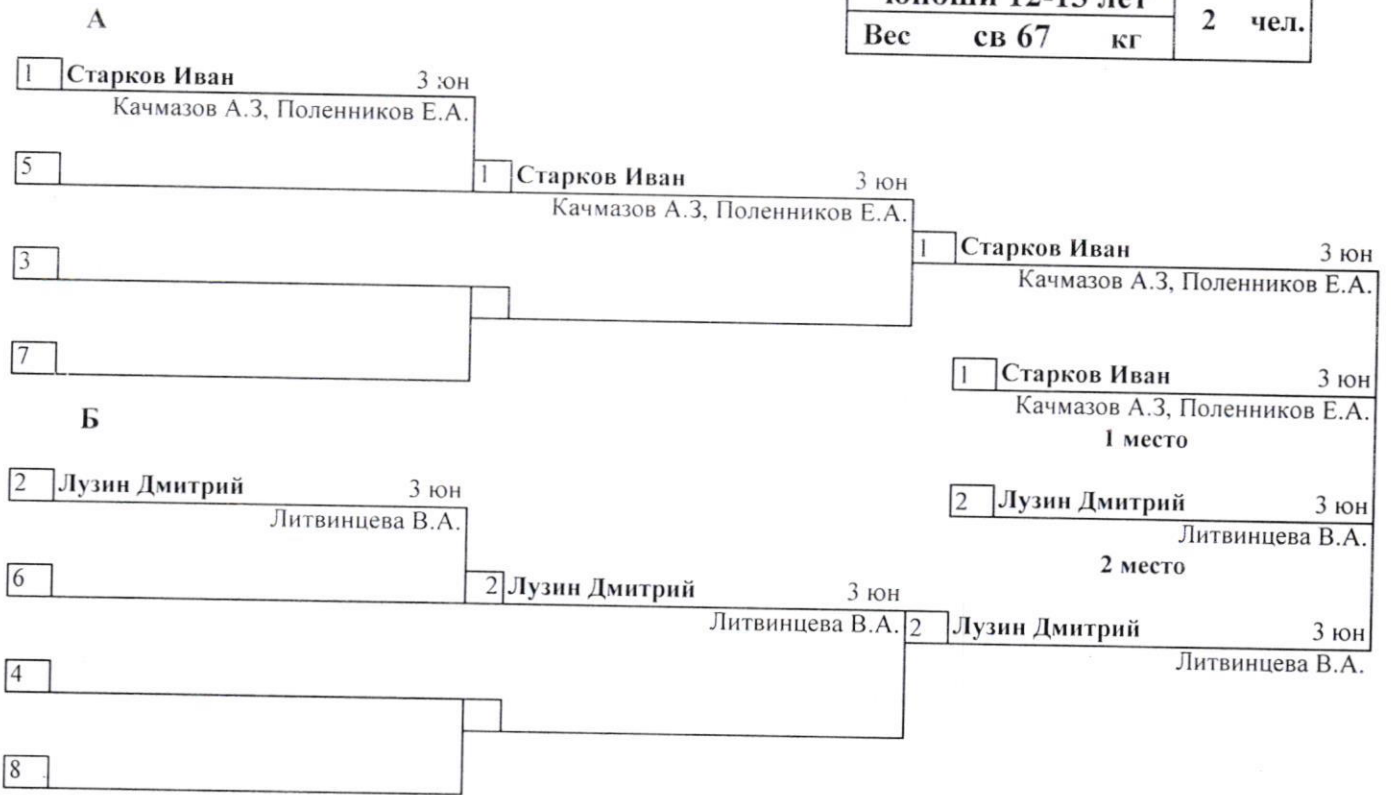 юноши 12-13 лет
Вес св 67 кг
2 чел.
А
1 Старков Иван 3 юн
Качмазов А.З, Поленников Е.А.
5
1 Старков Иван 3 юн
Качмазов А.З, Поленников Е.А.
3
1 Старков Иван 3 юн
Качмазов А.З, Поленников Е.А.
7
1 Старков Иван 3 юн
Качмазов А.З, Поленников Е.А.
1 место
Б
2 Лузин Дмитрий 3 юн
Литвинцева В.А.
2 Лузин Дмитрий 3 юн
Литвинцева В.А.
2 место
6
2 Лузин Дмитрий 3 юн
Литвинцева В.А.
2 Лузин Дмитрий 3 юн
Литвинцева В.А.
4
8